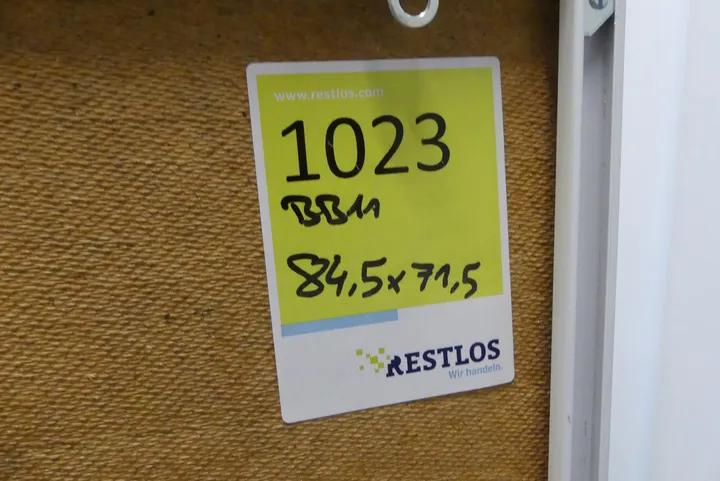 www.restlos.com
1023
BB11
84,5x71,5
RESTLOS
Wir handeln.